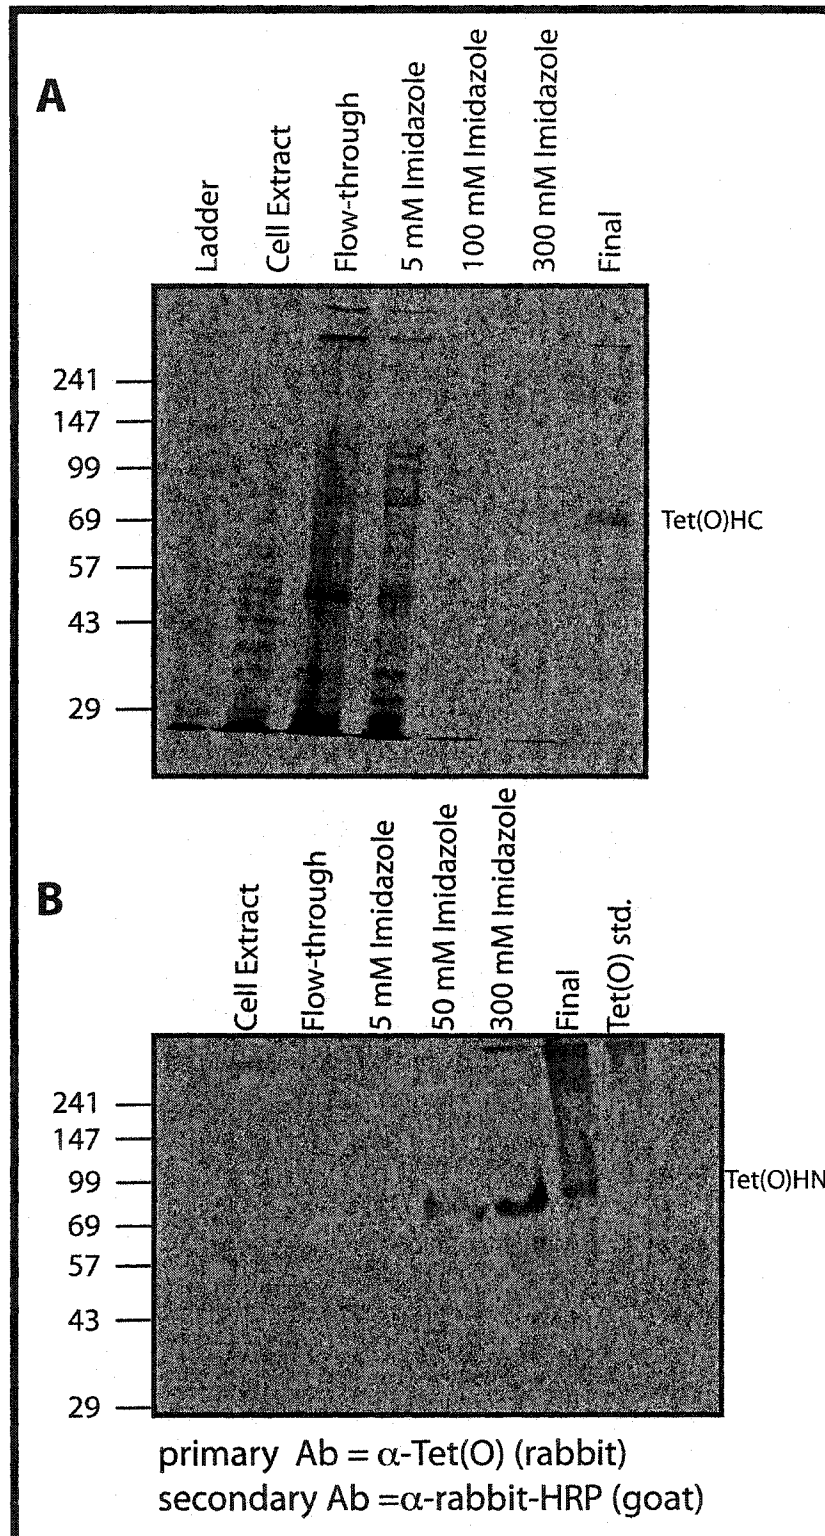 A
Ladder
Cell Extract
Flow-through
5 mM Imidazole
100 mM Imidazole
300 mM Imidazole
Final
241
147
99
69
57
43
29
Tet(O)HC
B
Cell Extract
Flow-through
5 mM Imidazole
50 mM Imidazole
300 mM Imidazole
Final
Tet(O) std.
241
147
99
69
57
43
29
Tet(O)HN
primary Ab = α-Tet(O) (rabbit)
secondary Ab =α-rabbit-HRP (goat)